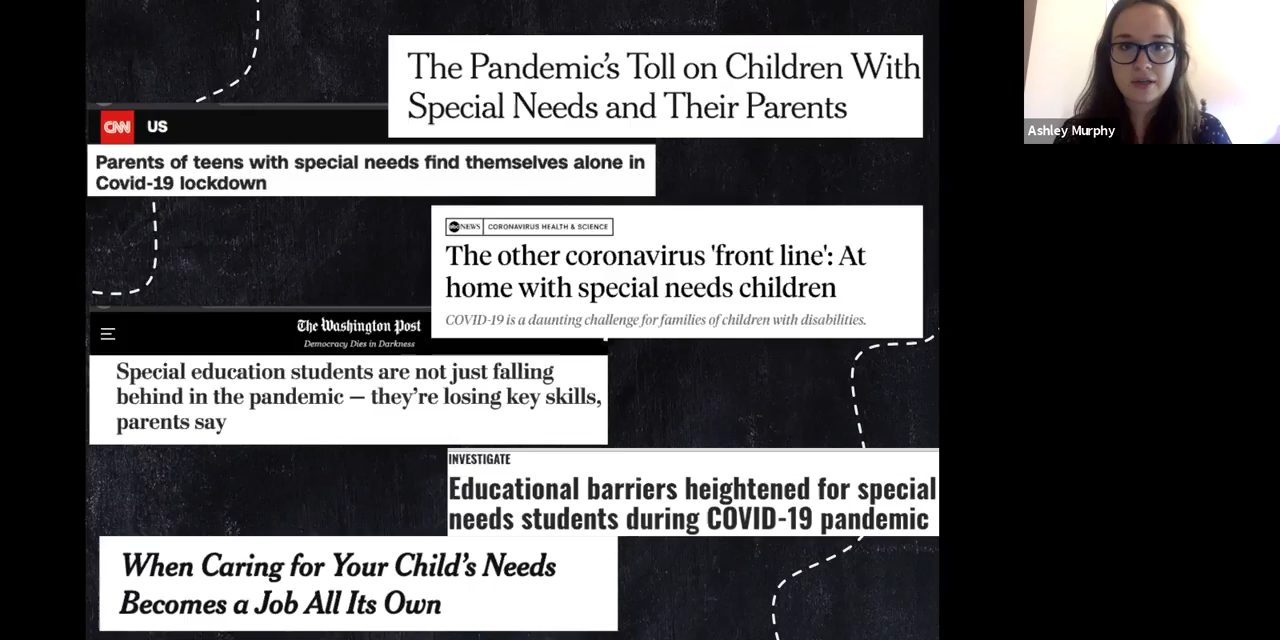 The Pandemic's Toll on Children With
Special Needs and Their Parents
CNN US
Parents of teens with special needs find themselves alone in
Covid-19 lockdown
abc NEWS CORONAVIRUS HEALTH & SCIENCE
The other coronavirus 'front line': At
home with special needs children
COVID-19 is a daunting challenge for families of children with disabilities.
The Washington Post
Democracy Dies in Darkness
Special education students are not just falling
behind in the pandemic — they're losing key skills,
parents say
INVESTIGATE
Educational barriers heightened for special
needs students during COVID-19 pandemic
When Caring for Your Child's Needs
Becomes a Job All Its Own
Ashley Murphy